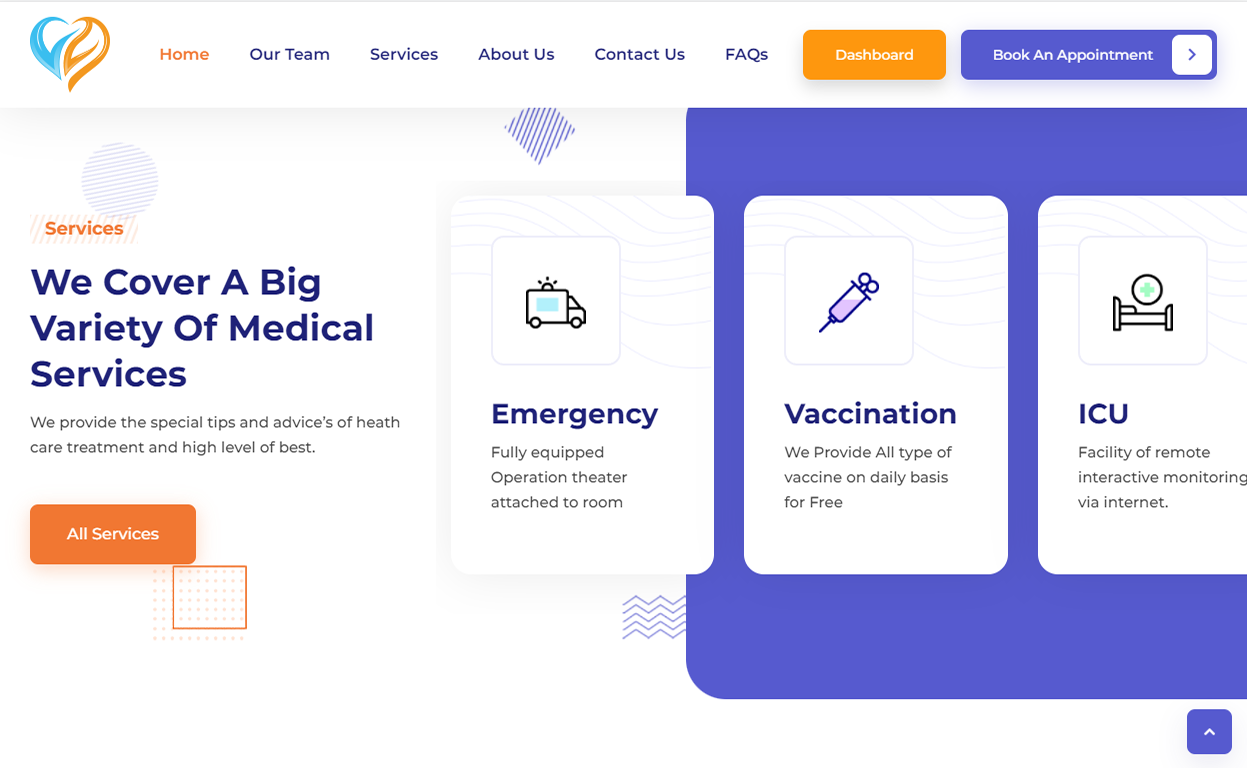 Home
Our Team
Services
About Us
Contact Us
FAQs
Dashboard
Book An Appointment
Services
We Cover A Big
Variety Of Medical
Services
We provide the special tips and advice’s of heath
care treatment and high level of best.
All Services
Emergency
Fully equipped
Operation theater
attached to room
Vaccination
We Provide All type of
vaccine on daily basis
for Free
ICU
Facility of remote
interactive monitoring
via internet.